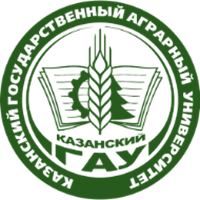 КАЗАНСКИЙ ГОСУДАРСТВЕННЫЙ АГРАРНЫЙ УНИВЕРСИТЕТ
КАЗАНСКИЙ
ГАУ